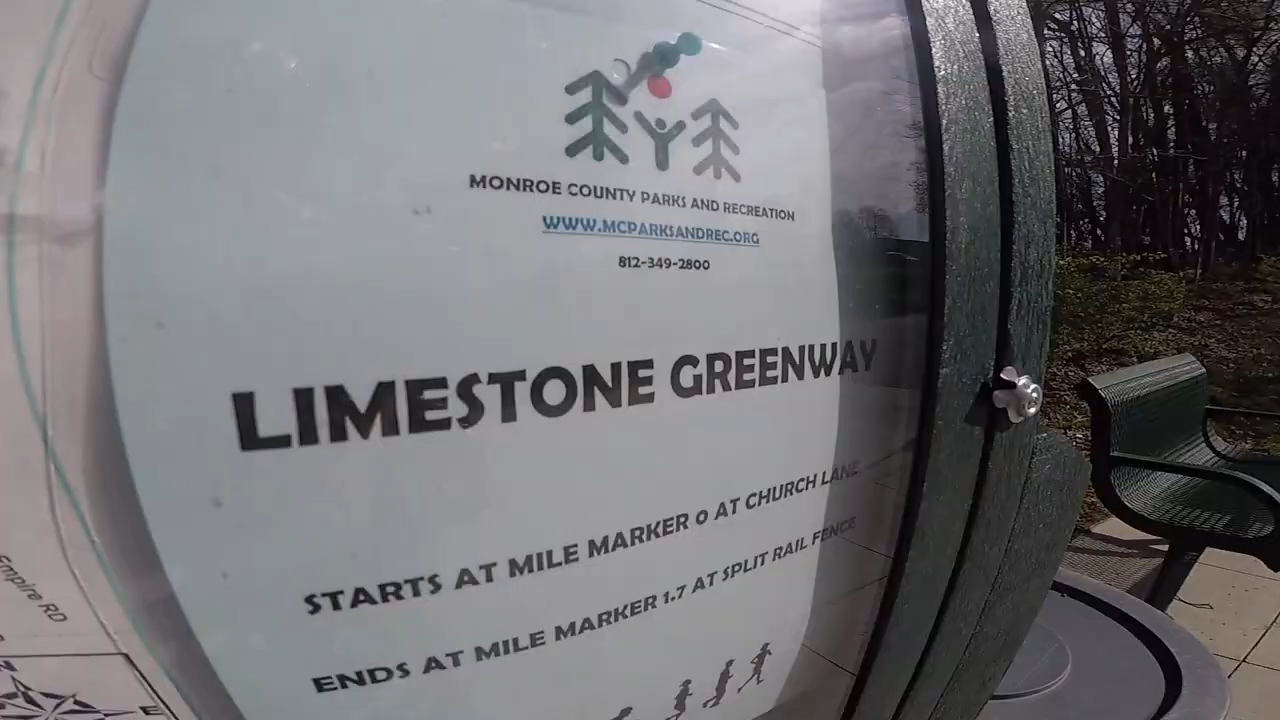 MONROE COUNTY PARKS AND RECREATION
WWW.MCPARKSANDREC.ORG
812-349-2800
LIMESTONE GREENWAY
STARTS AT MILE MARKER 0 AT CHURCH LANE
ENDS AT MILE MARKER 1.7 AT SPLIT RAIL FENCE
Empire RD
N
E